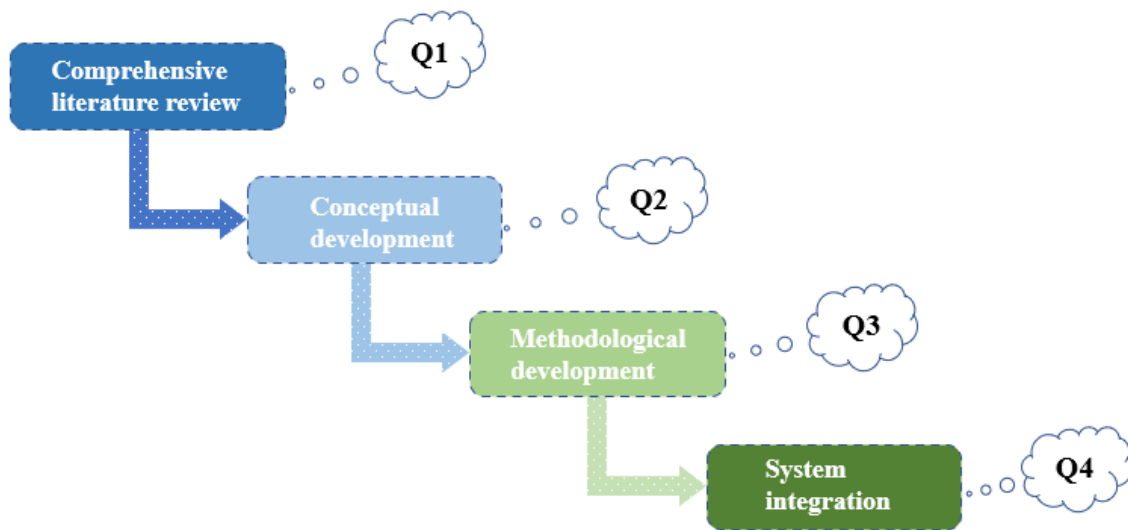 Comprehensive
literature review
Q1
Conceptual
development
Q2
Methodological
development
Q3
System
integration
Q4